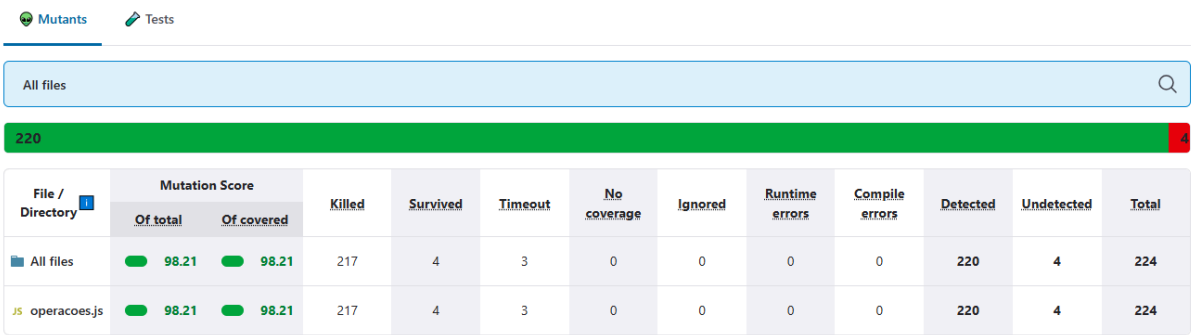 👽 Mutants 🧪 Tests
All files
220 4
File / Directory ℹ Mutation Score Killed Survived Timeout No coverage Ignored Runtime errors Compile errors Detected Undetected Total
Of total Of covered
All files 98.21 98.21 217 4 3 0 0 0 0 220 4 224
JS operacoes.js 98.21 98.21 217 4 3 0 0 0 0 220 4 224